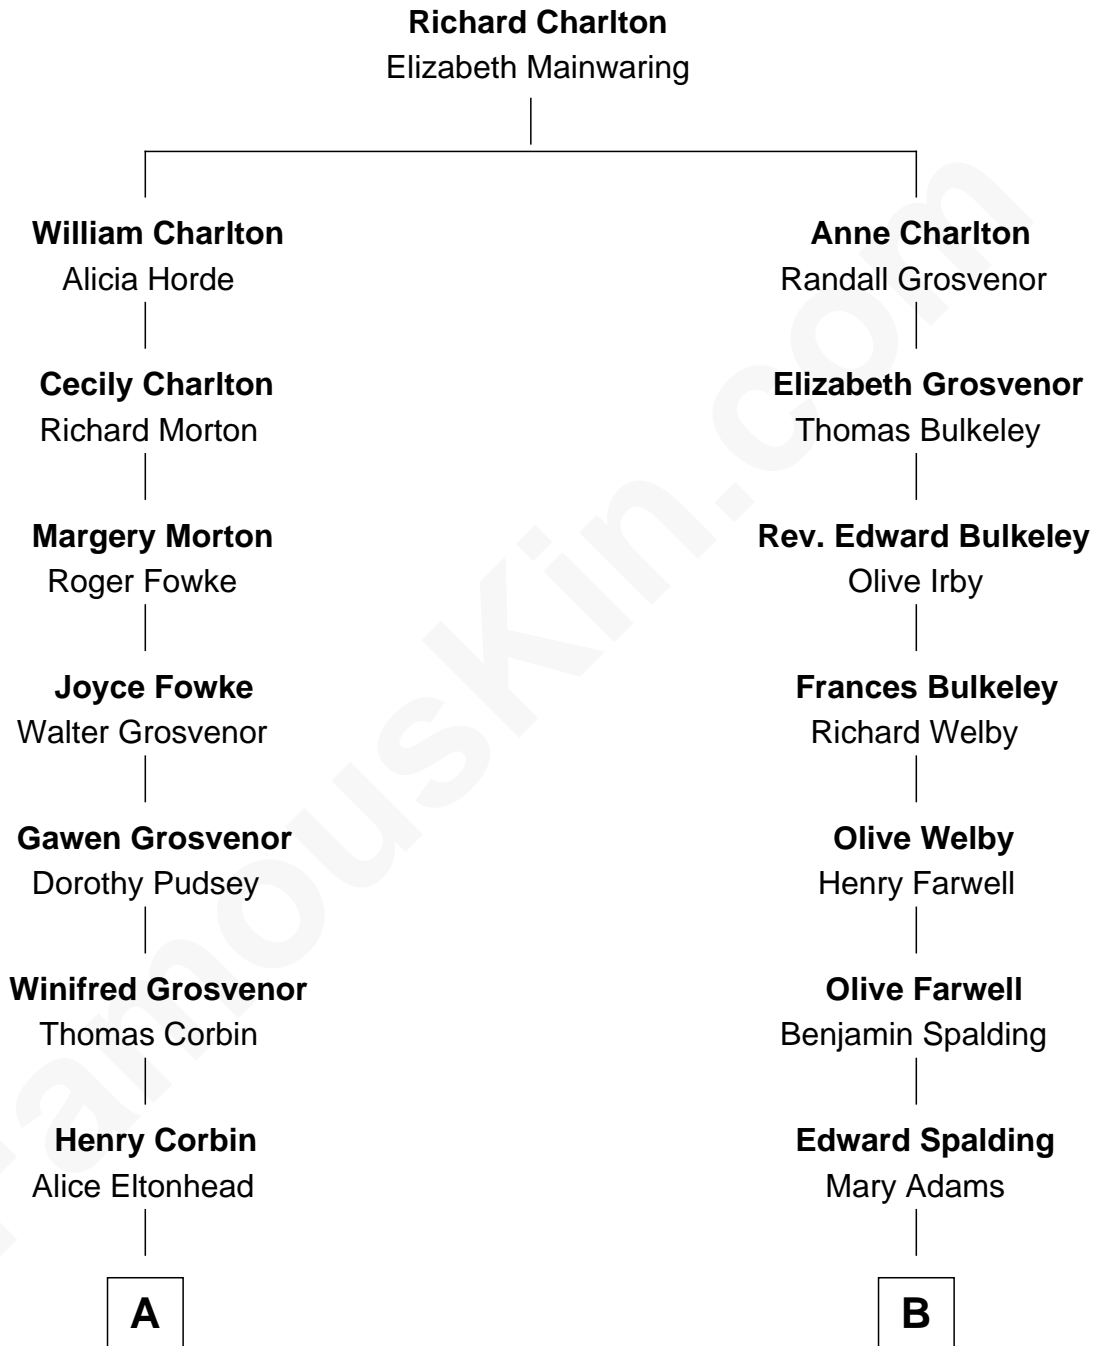 Richard Charlton
Elizabeth Mainwaring
William Charlton
Alicia Horde
Cecily Charlton
Richard Morton
Margery Morton
Roger Fowke
Joyce Fowke
Walter Grosvenor
Gawen Grosvenor
Dorothy Pudsey
Winifred Grosvenor
Thomas Corbin
Henry Corbin
Alice Eltonhead
A
Anne Charlton
Randall Grosvenor
Elizabeth Grosvenor
Thomas Bulkeley
Rev. Edward Bulkeley
Olive Irby
Frances Bulkeley
Richard Welby
Olive Welby
Henry Farwell
Olive Farwell
Benjamin Spalding
Edward Spalding
Mary Adams
B
FamousKin.com